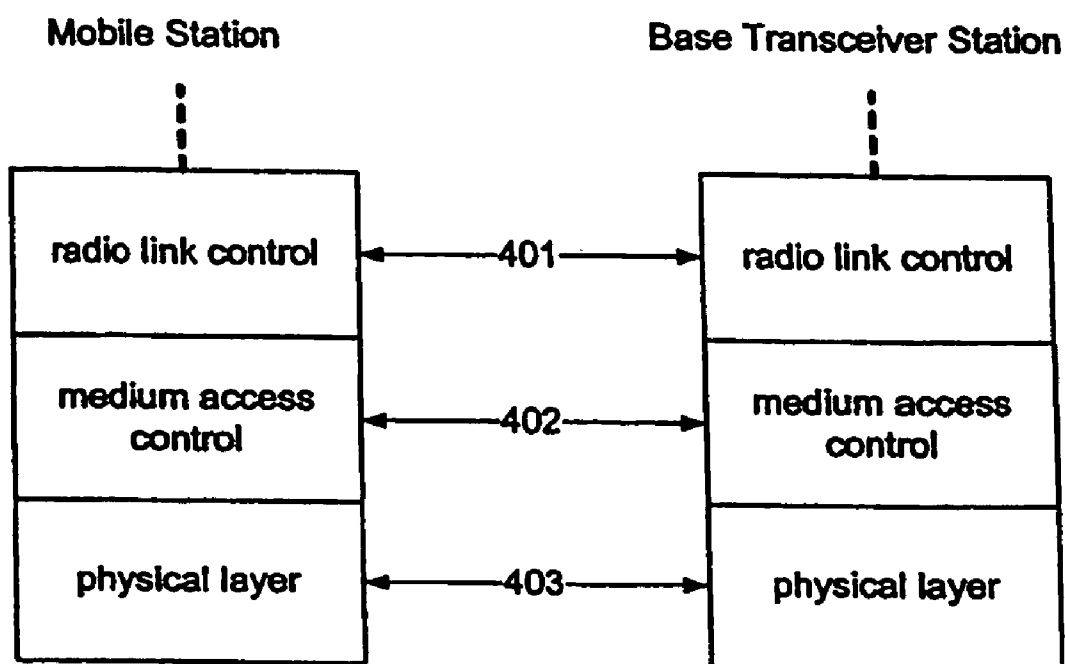 Mobile Station
Base Transceiver Station
radio link control
401
radio link control
medium access
control
402
medium access
control
physical layer
403
physical layer